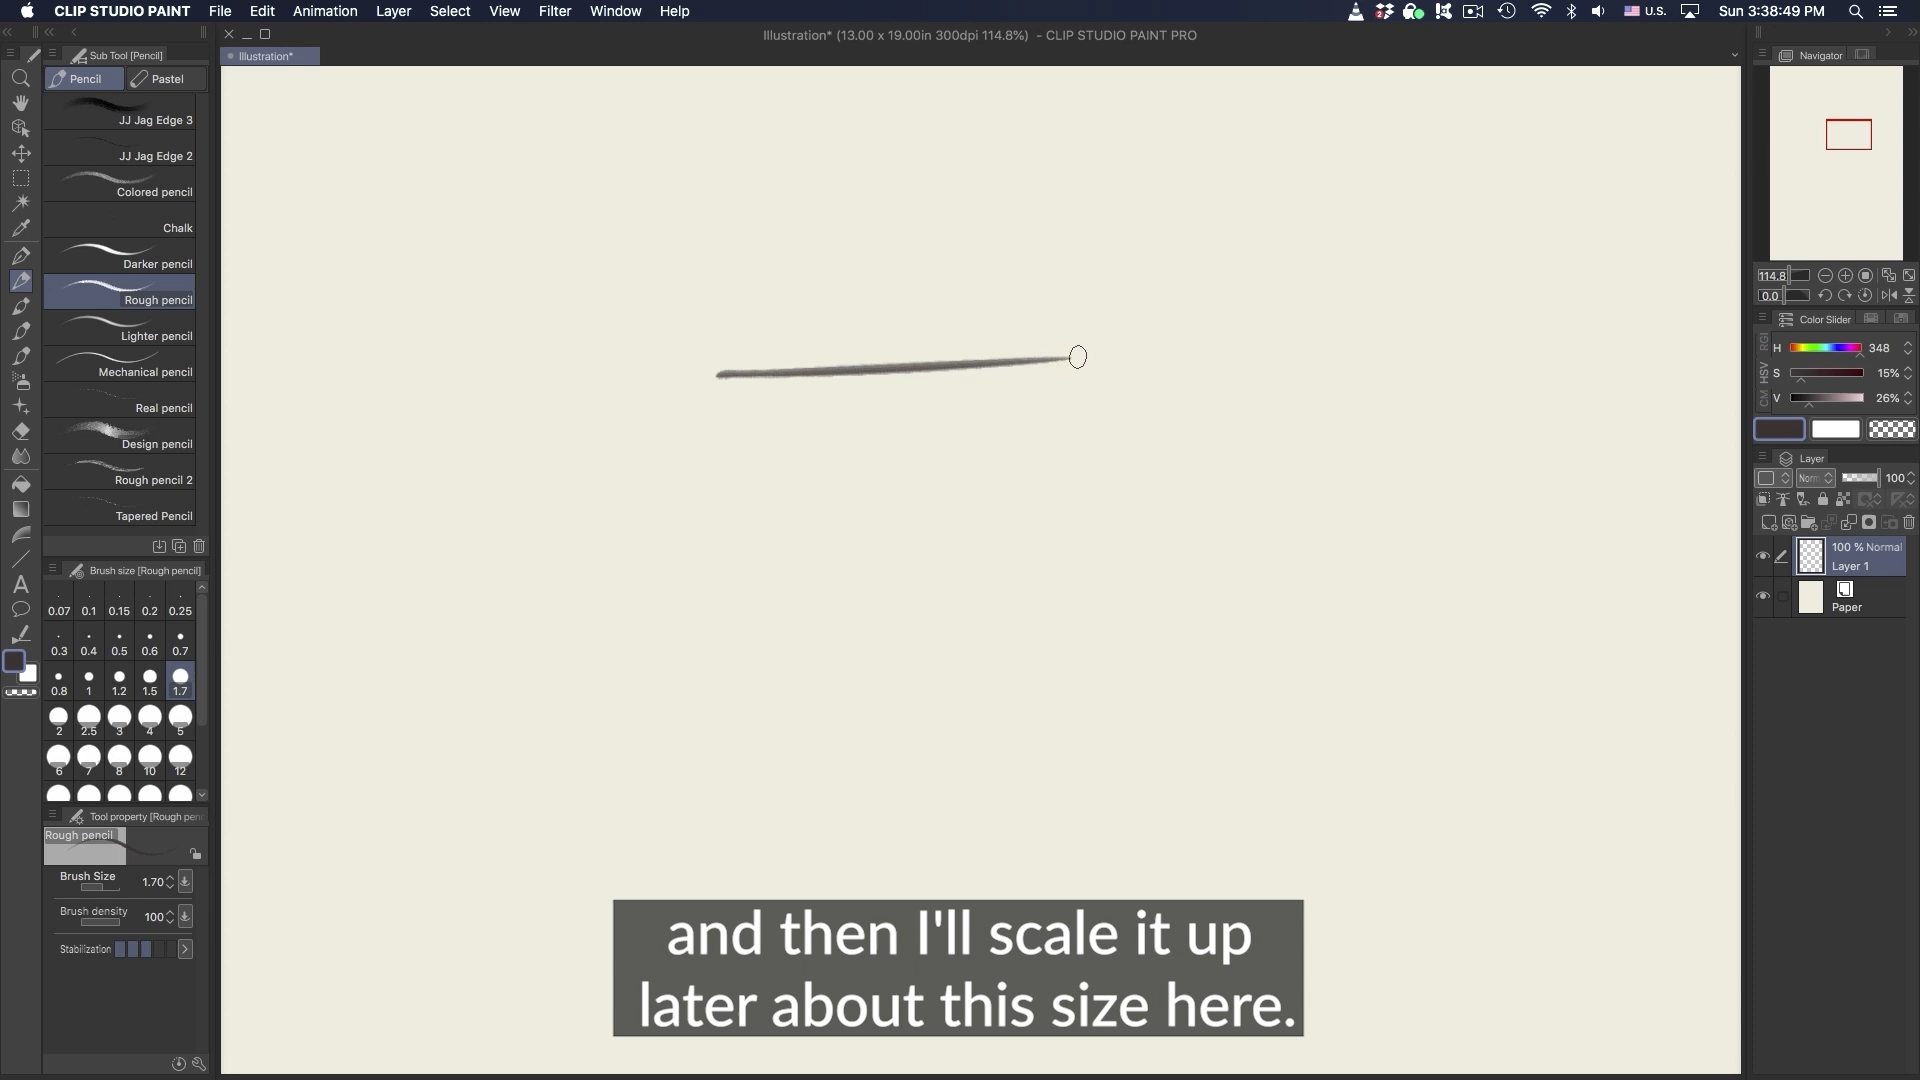 CLIP STUDIO PAINT File Edit Animation Layer Select View Filter Window Help
U.S. Sun 3:38:49 PM
Illustration* (13.00 x 19.00in 300dpi 114.8%) - CLIP STUDIO PAINT PRO
Illustration*
Sub Tool [Pencil]
Pencil Pastel
JJ Jag Edge 3
JJ Jag Edge 2
Colored pencil
Chalk
Darker pencil
Rough pencil
Lighter pencil
Mechanical pencil
Real pencil
Design pencil
Rough pencil 2
Tapered Pencil
Brush size [Rough pencil]
0.07 0.1 0.15 0.2 0.25
0.3 0.4 0.5 0.6 0.7
0.8 1 1.2 1.5 1.7
2 2.5 3 4 5
6 7 8 10 12
Tool property [Rough pen
Rough pencil
Brush Size 1.70
Brush density 100
Stabilization
and then I'll scale it up
later about this size here.
Navigator
114.8
0.0
Color Slider
H 348
HSV
S 15%
V 26%
Layer
Norm 100
100 % Normal
Layer 1
Paper